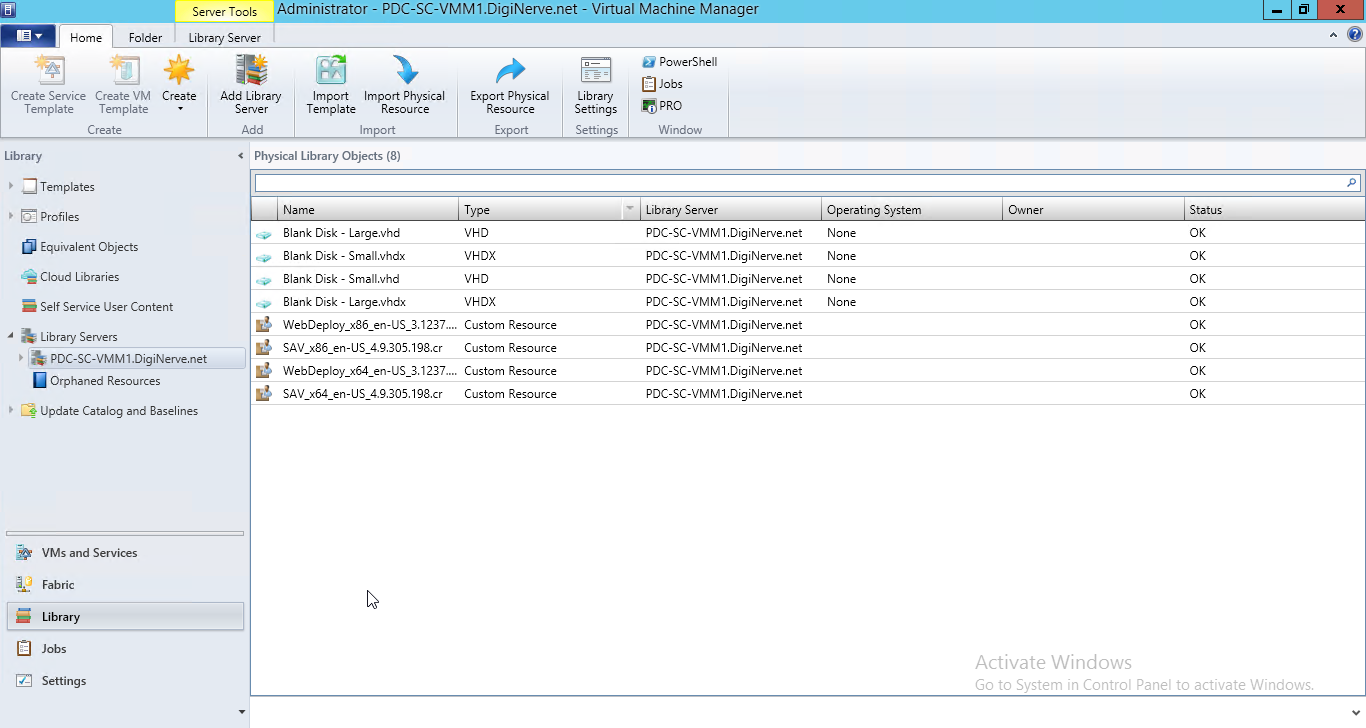 Server Tools
Administrator - PDC-SC-VMM1.DigiNerve.net - Virtual Machine Manager
Home Folder Library Server
Create Service Template
Create VM Template
Create
Add Library Server
Import Template
Import Physical Resource
Export Physical Resource
Library Settings
PowerShell
Jobs
PRO
Create Add Import Export Settings Window
Library
Templates
Profiles
Equivalent Objects
Cloud Libraries
Self Service User Content
Library Servers
PDC-SC-VMM1.DigiNerve.net
Orphaned Resources
Update Catalog and Baselines
VMs and Services
Fabric
Library
Jobs
Settings
Physical Library Objects (8)
Name Type Library Server Operating System Owner Status
Blank Disk - Large.vhd VHD PDC-SC-VMM1.DigiNerve.net None OK
Blank Disk - Small.vhdx VHDX PDC-SC-VMM1.DigiNerve.net None OK
Blank Disk - Small.vhd VHD PDC-SC-VMM1.DigiNerve.net None OK
Blank Disk - Large.vhdx VHDX PDC-SC-VMM1.DigiNerve.net None OK
WebDeploy_x86_en-US_3.1237.... Custom Resource PDC-SC-VMM1.DigiNerve.net OK
SAV_x86_en-US_4.9.305.198.cr Custom Resource PDC-SC-VMM1.DigiNerve.net OK
WebDeploy_x64_en-US_3.1237.... Custom Resource PDC-SC-VMM1.DigiNerve.net OK
SAV_x64_en-US_4.9.305.198.cr Custom Resource PDC-SC-VMM1.DigiNerve.net OK
Activate Windows
Go to System in Control Panel to activate Windows.